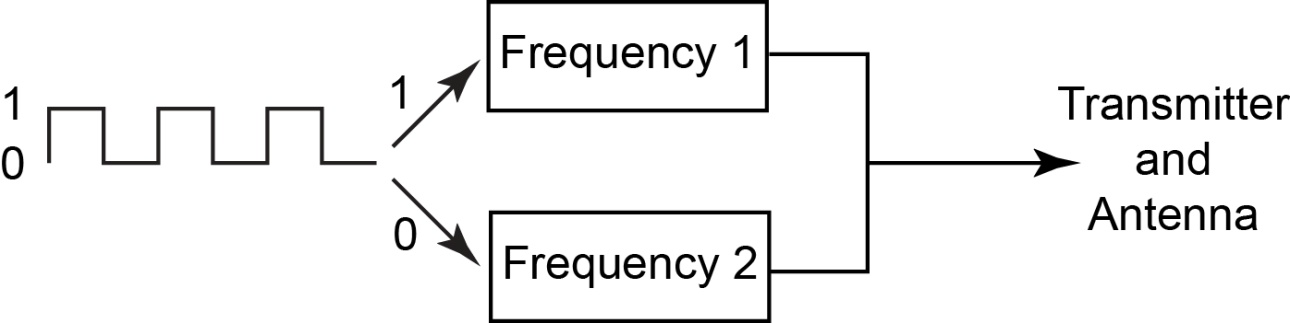 1
0
1
0
Frequency 1
Frequency 2
Transmitter
and
Antenna